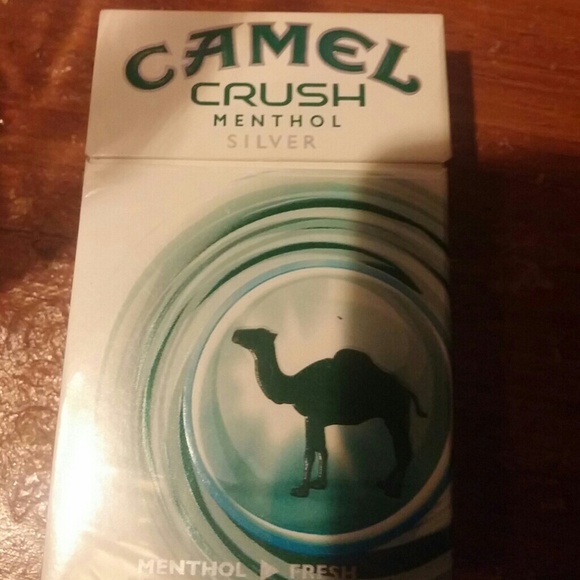 CAMEL
CRUSH
MENTHOL
SILVER
MENTHOL ▶ FRESH